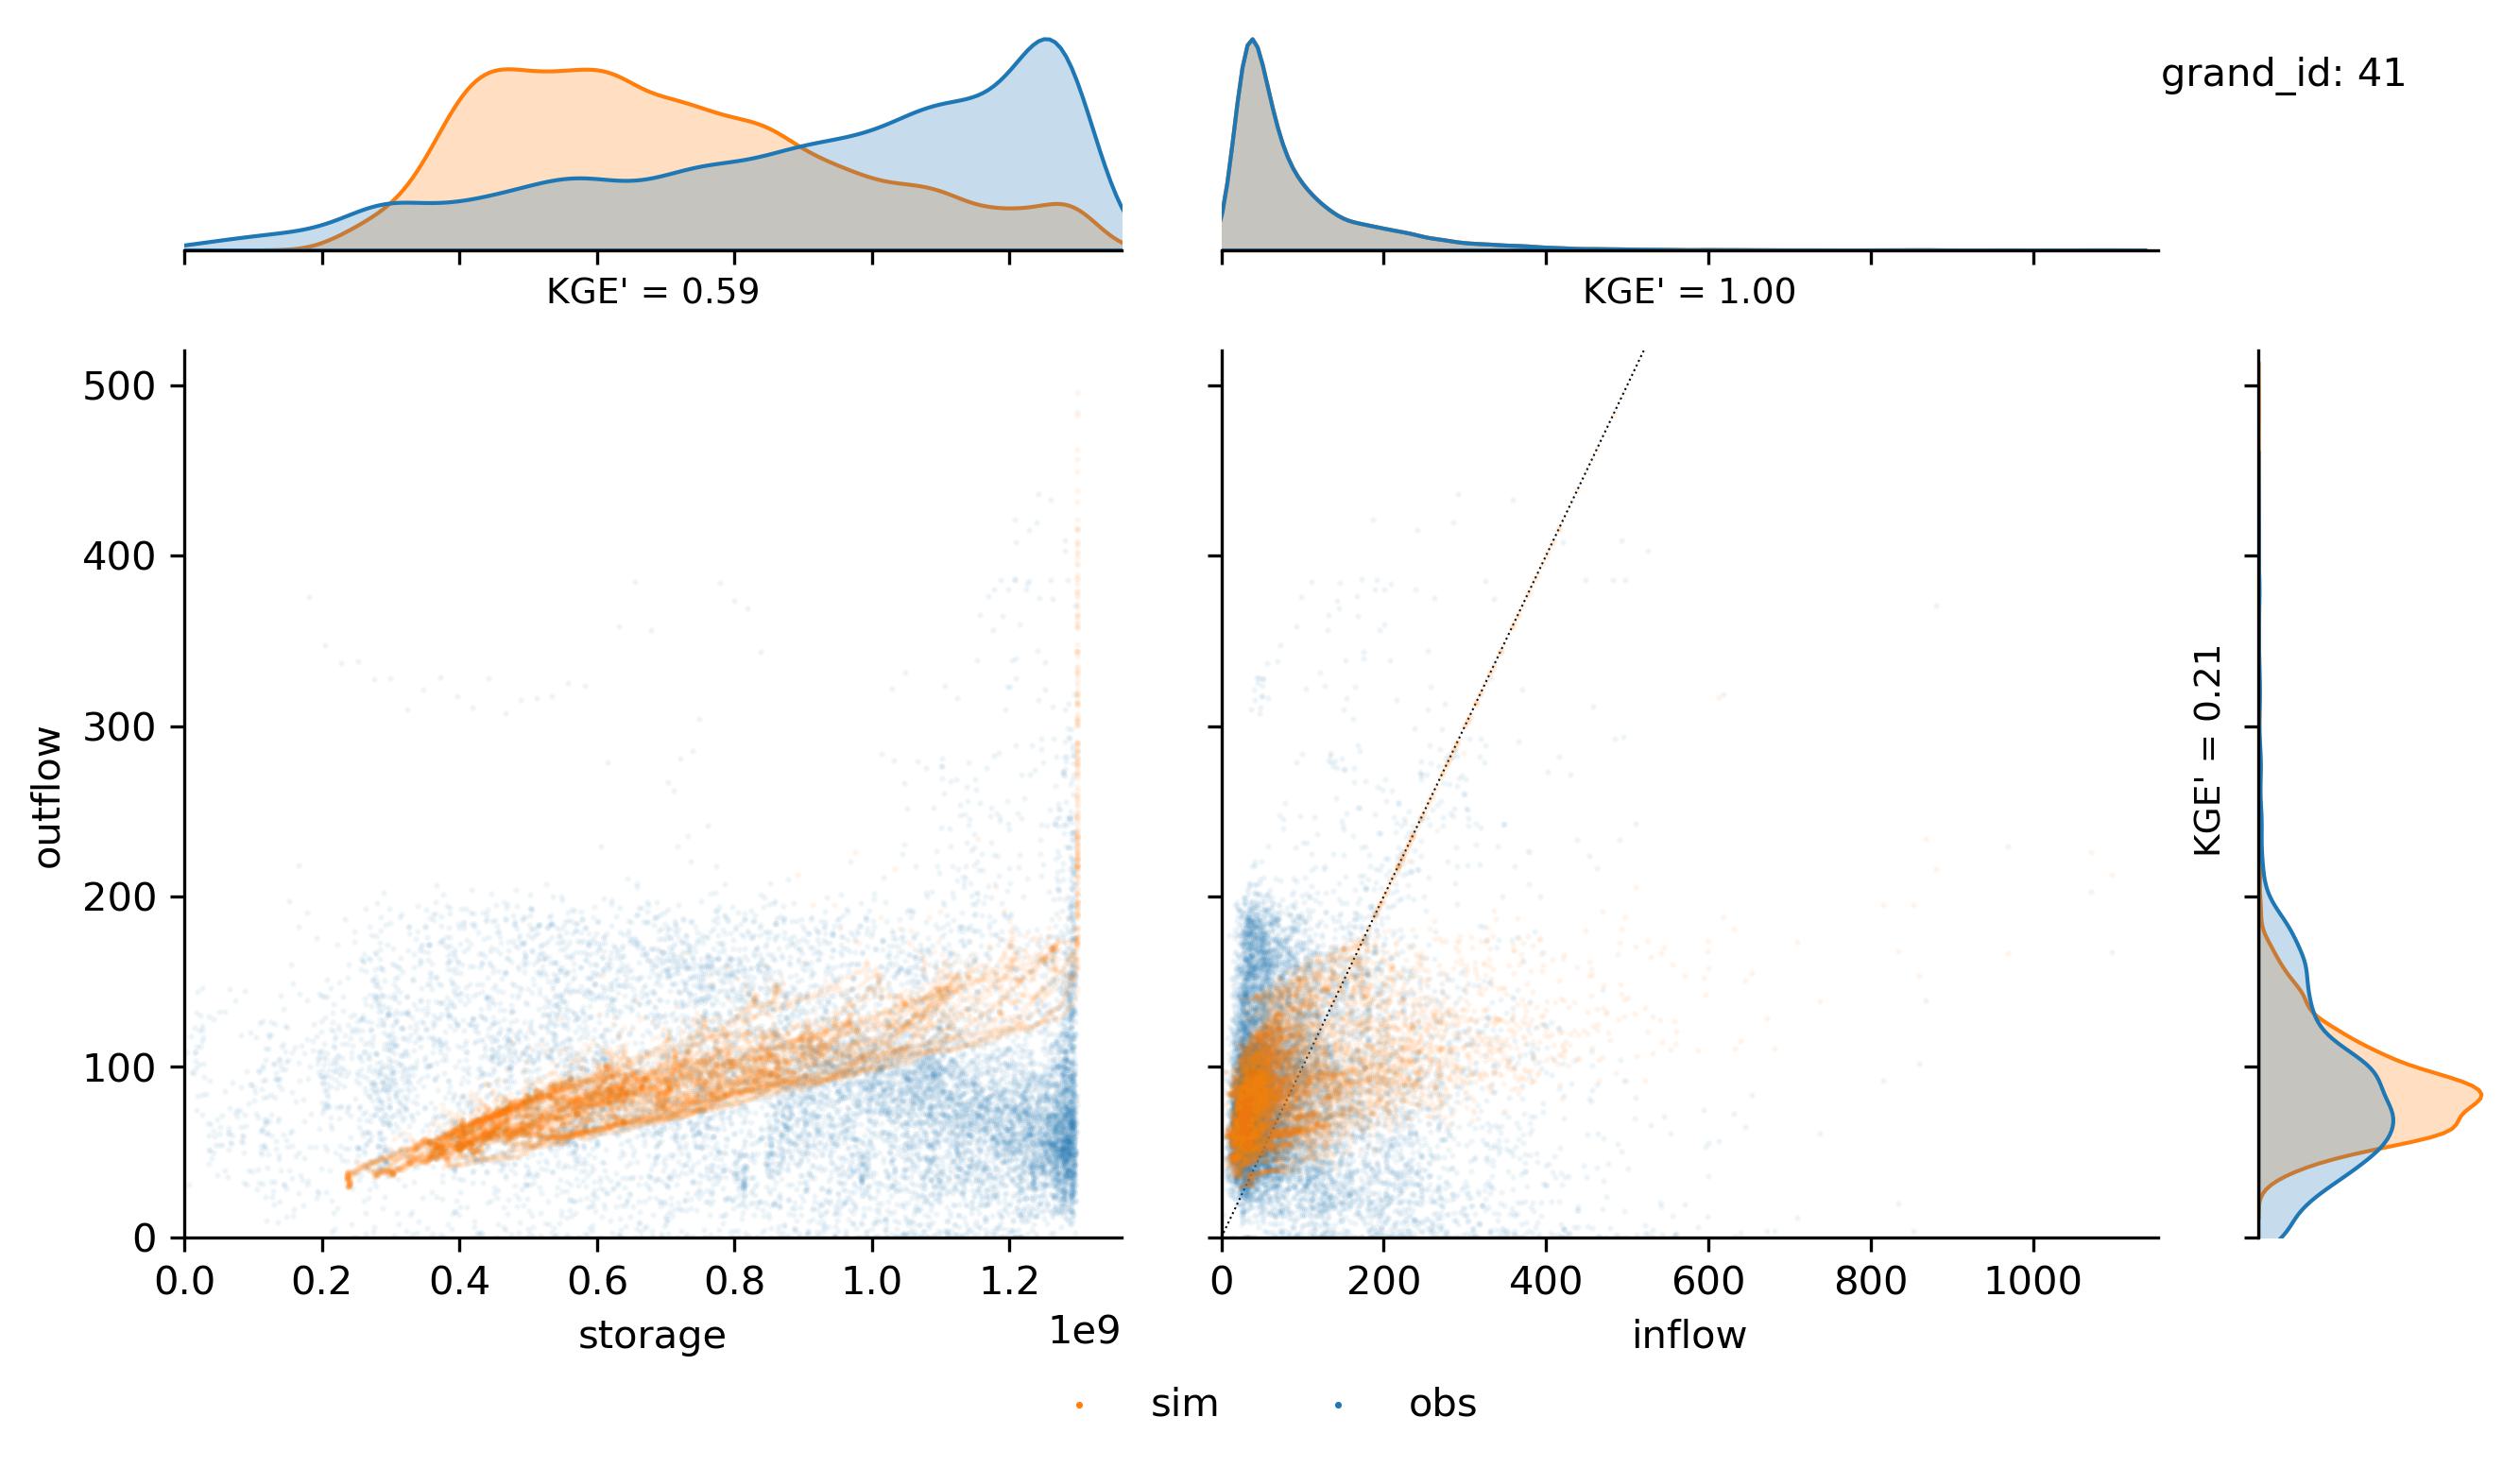 grand_id: 41
KGE' = 0.59
KGE' = 1.00
500
400
300
200
100
0
outflow
KGE' = 0.21
0.0 0.2 0.4 0.6 0.8 1.0 1.2
1e9
storage
0 200 400 600 800 1000
inflow
sim obs